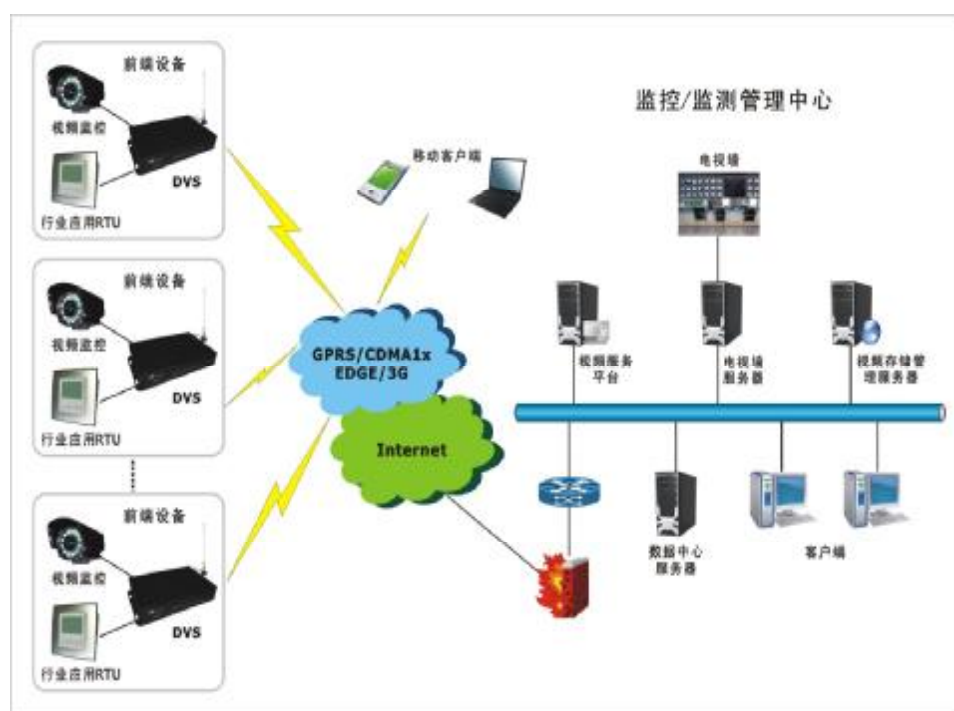 前端设备
视频监控
DVS
行业应用RTU
前端设备
视频监控
DVS
行业应用RTU
前端设备
视频监控
DVS
行业应用RTU
移动客户端
GPRS/CDMA1x
EDGE/3G
Internet
监控/监测管理中心
电视墙
视频服务
平台
电视墙
服务器
视频存储管
理服务器
数据中心
服务器
客户端